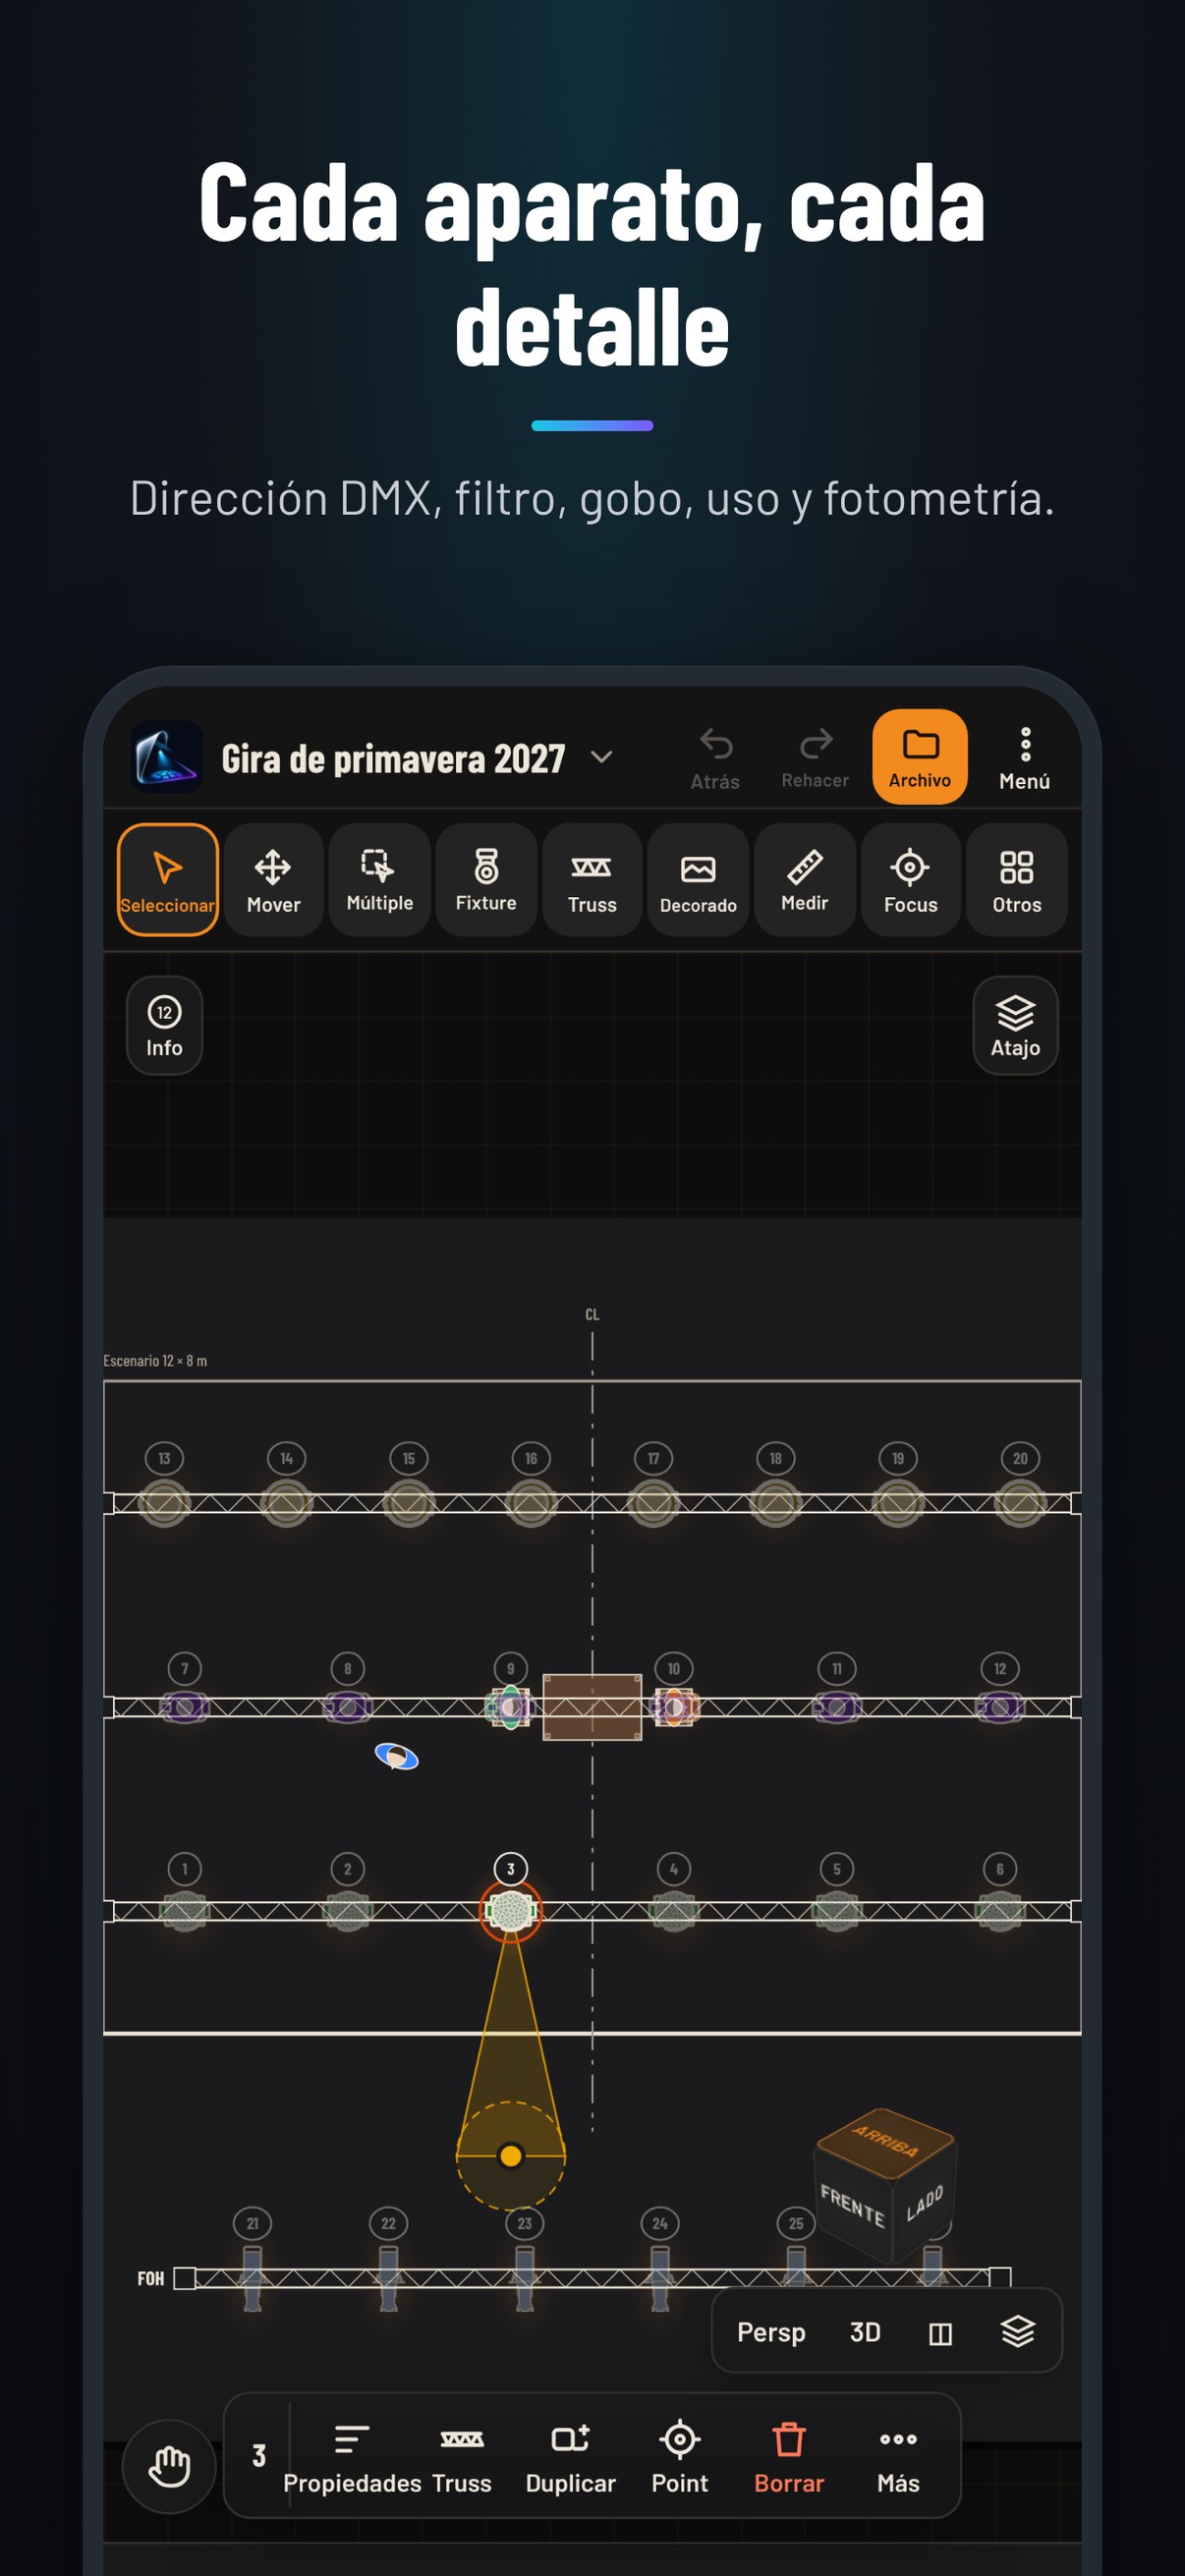 Cada aparato, cada
detalle
Dirección DMX, filtro, gobo, uso y fotometría.
Gira de primavera 2027
Atrás
Rehacer
Archivo
Menú
Seleccionar
Mover
Múltiple
Fixture
Truss
Decorado
Medir
Focus
Otros
12
Info
Atajo
CL
Escenario 12 × 8 m
13 14 15 16 17 18 19 20
7 8 9 10 11 12
1 2 3 4 5 6
ARRIBA
FRENTE
LADO
21 22 23 24 25
FOH
Persp
3D
3
Propiedades
Truss
Duplicar
Point
Borrar
Más